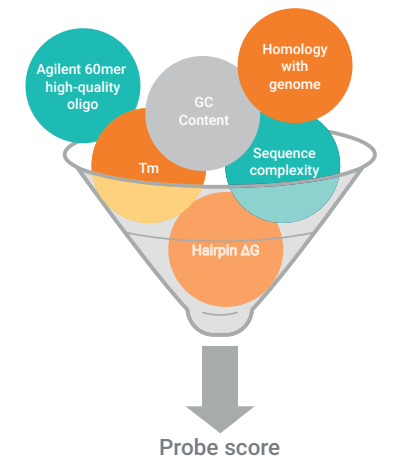 Agilent 60mer
high-quality
oligo
GC
Content
Homology
with
genome
Tm
Sequence
complexity
Hairpin ΔG
Probe score